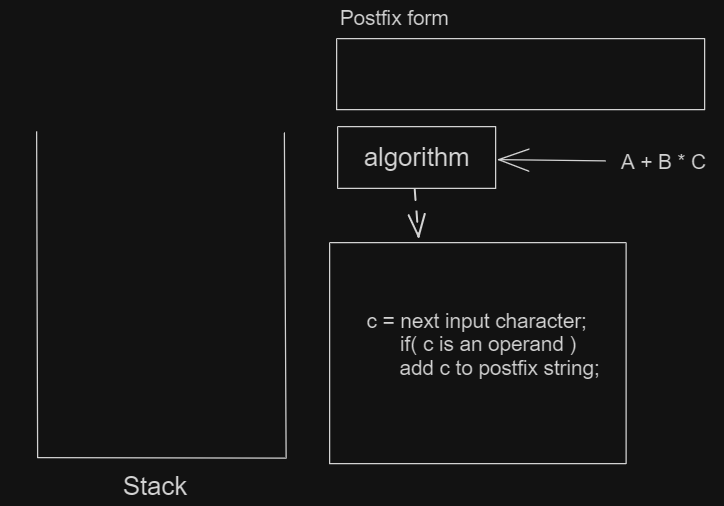 Postfix form
algorithm
A + B * C
c = next input character;
if( c is an operand )
add c to postfix string;
Stack